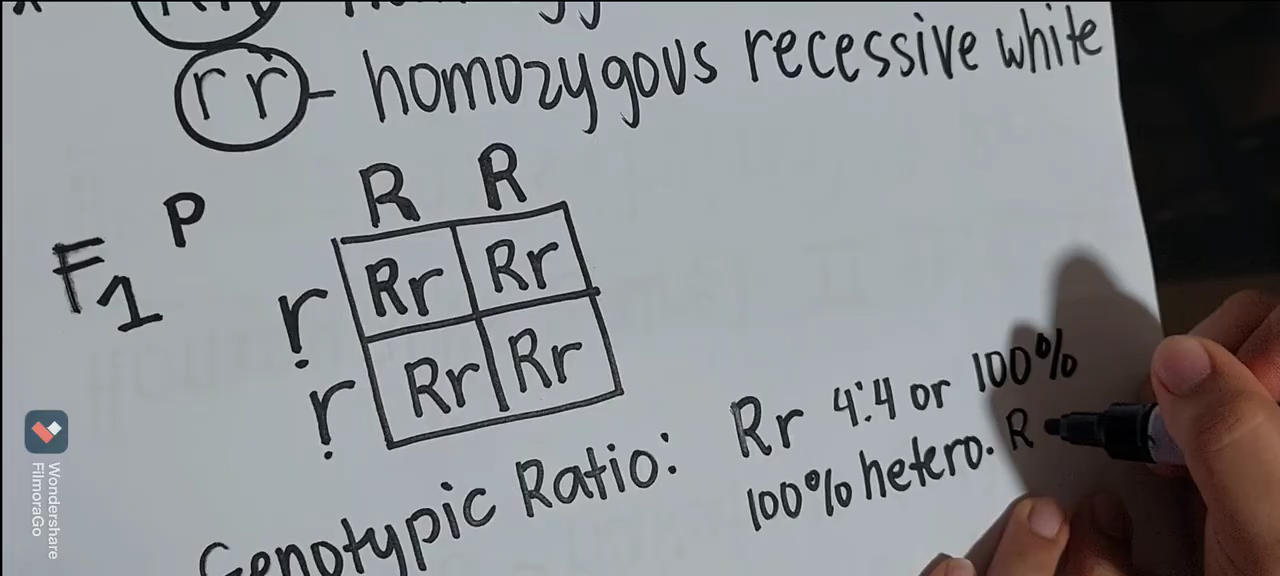 rr - homozygous recessive white
F1 P
R R
r Rr Rr
r Rr Rr
Genotypic Ratio: Rr 4:4 or 100%
100% hetero. R
Wondershare
FilmoraGo